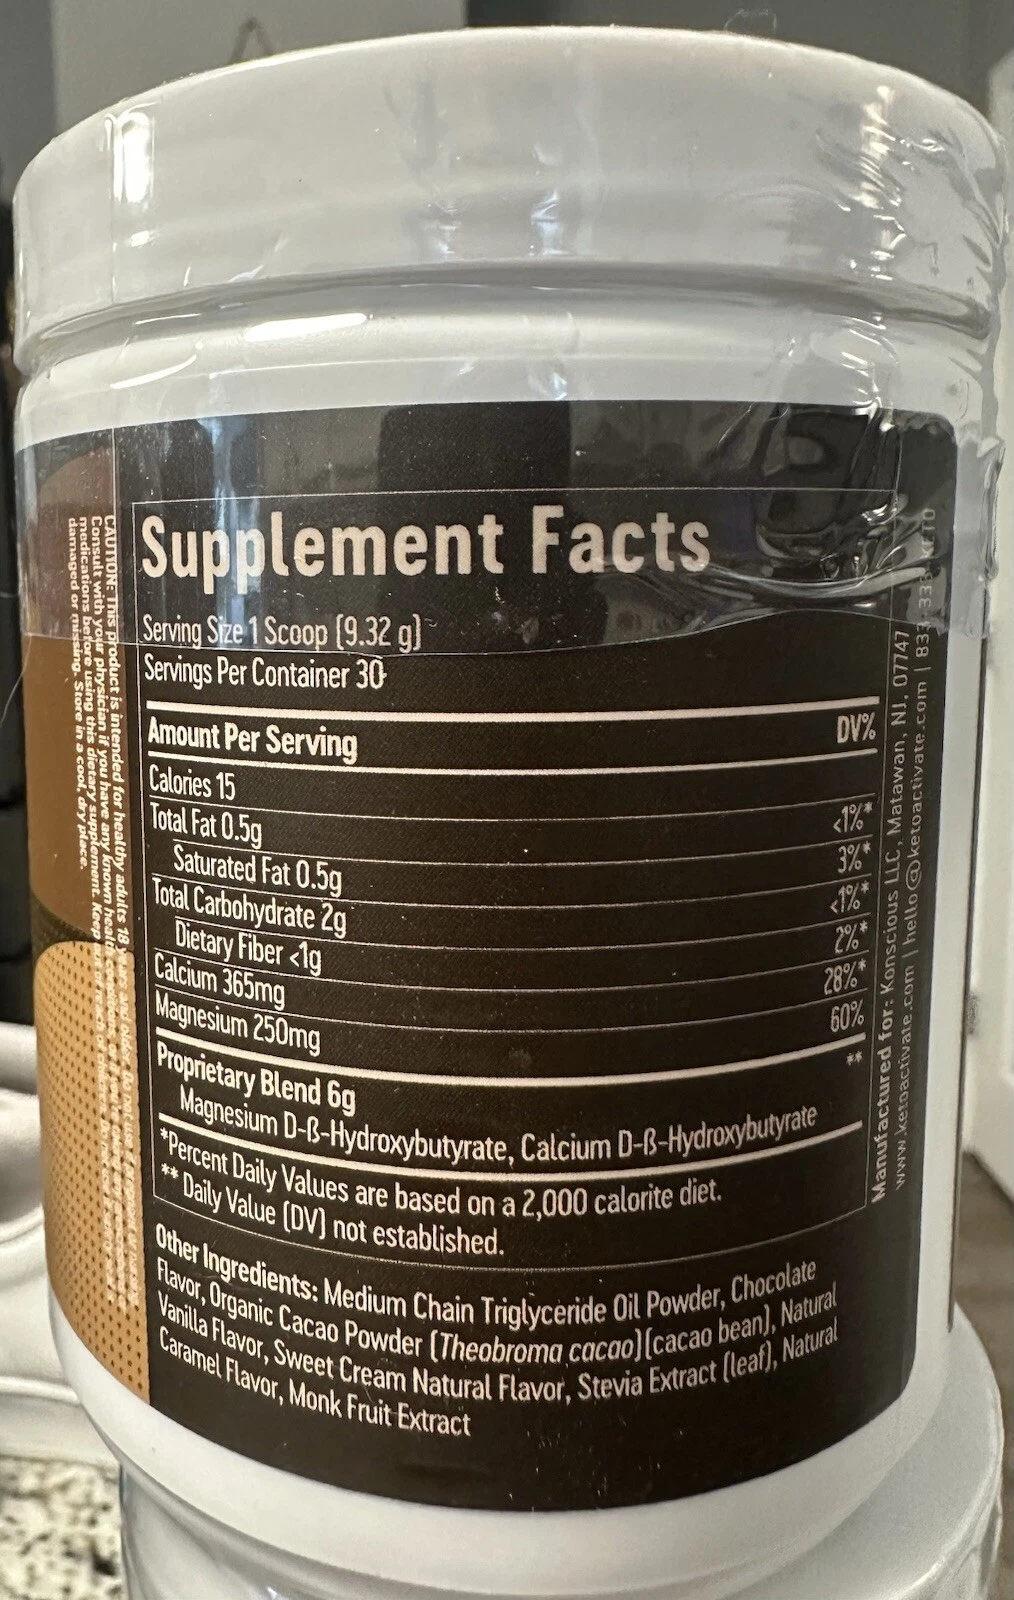 Supplement Facts
Serving Size 1 Scoop (9.32 g)
Servings Per Container 30
Amount Per Serving DV%
Calories 15
Total Fat 0.5g <1%*
Saturated Fat 0.5g 3%*
Total Carbohydrate 2g <1%*
Dietary Fiber <1g 2%*
Calcium 365mg 28%*
Magnesium 250mg 60%
Proprietary Blend 6g **
Magnesium D-ß-Hydroxybutyrate, Calcium D-ß-Hydroxybutyrate
*Percent Daily Values are based on a 2,000 calorite diet.
** Daily Value (DV) not established.
Other Ingredients: Medium Chain Triglyceride Oil Powder, Chocolate
Flavor, Organic Cacao Powder (Theobroma cacao)(cacao bean), Natural
Vanilla Flavor, Sweet Cream Natural Flavor, Stevia Extract (leaf), Natural
Caramel Flavor, Monk Fruit Extract
CAUTION: This product is intended for healthy adults 18 years
Consult with your physician if you have any known health
medications before using this dietary supplement. Keep out of reach of children.
damaged or missing. Store in a cool, dry place.
Manufactured for: Konscious LLC, Matawan, NJ, 07747
www.ketoactivate.com | hello@ketoactivate.com | 833